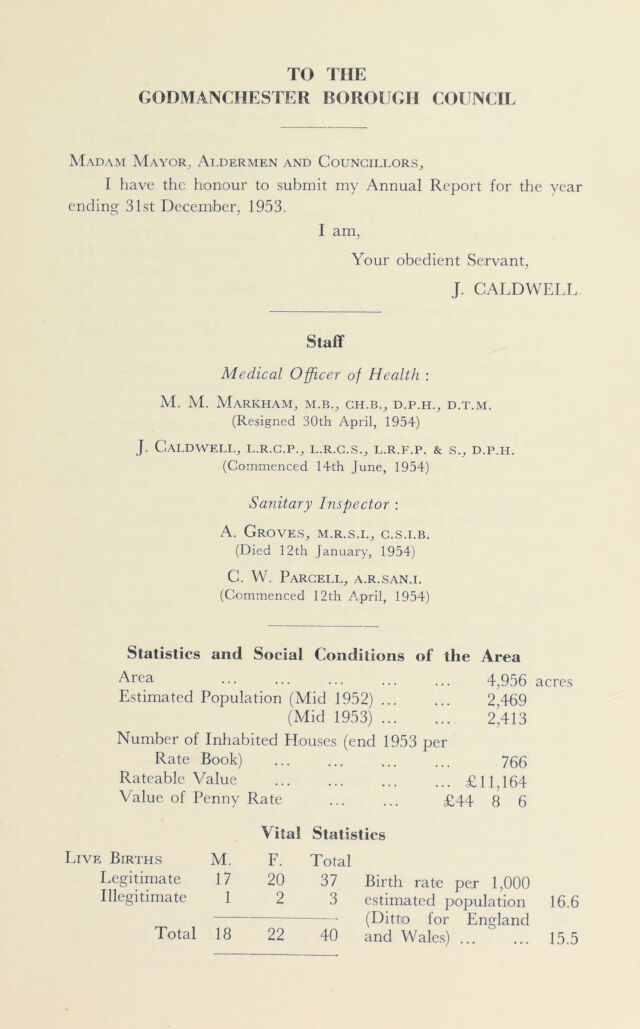 TO THE
GODMANCHESTER BOROUGH COUNCIL
Madam Mayor, Aldermen and Councillors,
I have the honour to submit my Annual Report for the year
ending 31st December, 1953.
I am,
Your obedient Servant,
J. CALDWELL.
Staff
Medical Officer of Health :
M. M. Markham, M.B., CH.B., D.P.H., D.T.M.
(Resigned 30th April, 1954)
J. Caldwell, L.R.C.P., L.R.C.S., L.R.F.P. & S., D.P.H.
(Commenced 14th June, 1954)
Sanitary Inspector :
A. Groves, M.R.S.I., C.S.I.B.
(Died 12th January, 1954)
C. W. Parcell, A.R.SAN.I.
(Commenced 12th April, 1954)
Statistics and Social Conditions of the Area
Area ... ... ... ... ... 4,956 acres
Estimated Population (Mid 1952) ... ... 2,469
(Mid 1953) ... ... 2,413
Number of Inhabited Houses (end 1953 per
Rate Book) ... ... ... ... 766
Rateable Value ... ... ... ... £11,164
Value of Penny Rate ... ... £44 8 6
Vital Statistics
Live Births M. F. Total
Legitimate 17 20 37 Birth rate per 1,000
Illegitimate 1 2 3 estimated population 16.6
(Ditto for England
Total 18 22 40 and Wales) ... ... 15.5